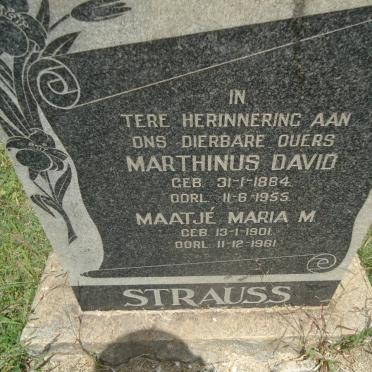 IN
TERE HERINNERING AAN
ONS DIERBARE OUERS
MARTHINUS DAVID
GEB. 31-1-1884.
OORL. 11-6-1955.
MAATJE MARIA M.
GEB. 13-1-1901.
OORL. 11-12-1961.
STRAUSS